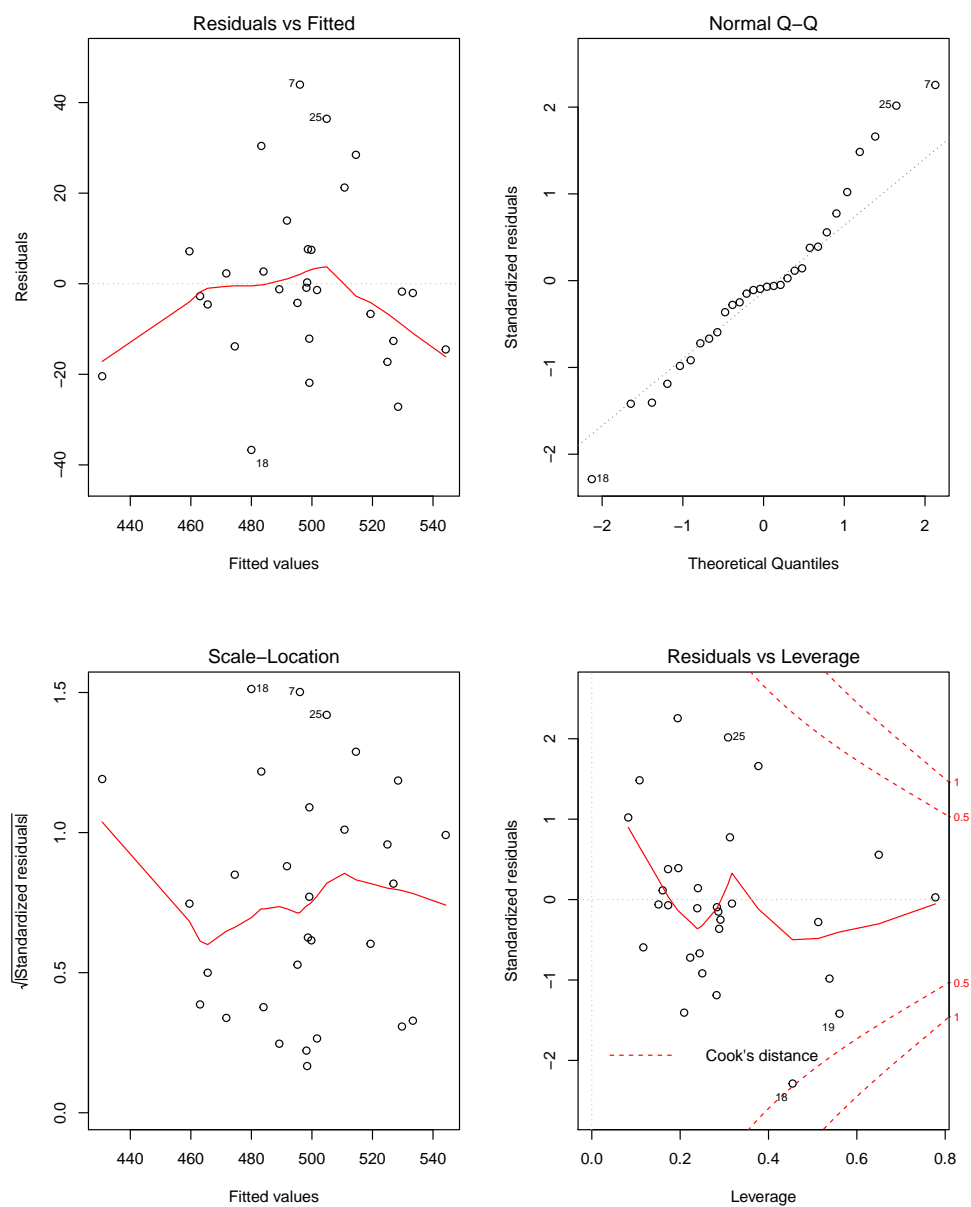 Residuals vs Fitted
Residuals
40
20
0
−20
−40
7
25
18
440 460 480 500 520 540
Fitted values
Normal Q−Q
Standardized residuals
2
1
0
−1
−2
7
25
18
−2 −1 0 1 2
Theoretical Quantiles
Scale−Location
√|Standardized residuals|
1.5
1.0
0.5
0.0
18
7
25
440 460 480 500 520 540
Fitted values
Residuals vs Leverage
Standardized residuals
2
1
0
−1
−2
25
1
0.5
0.5
1
19
Cook's distance
18
0.0 0.2 0.4 0.6 0.8
Leverage